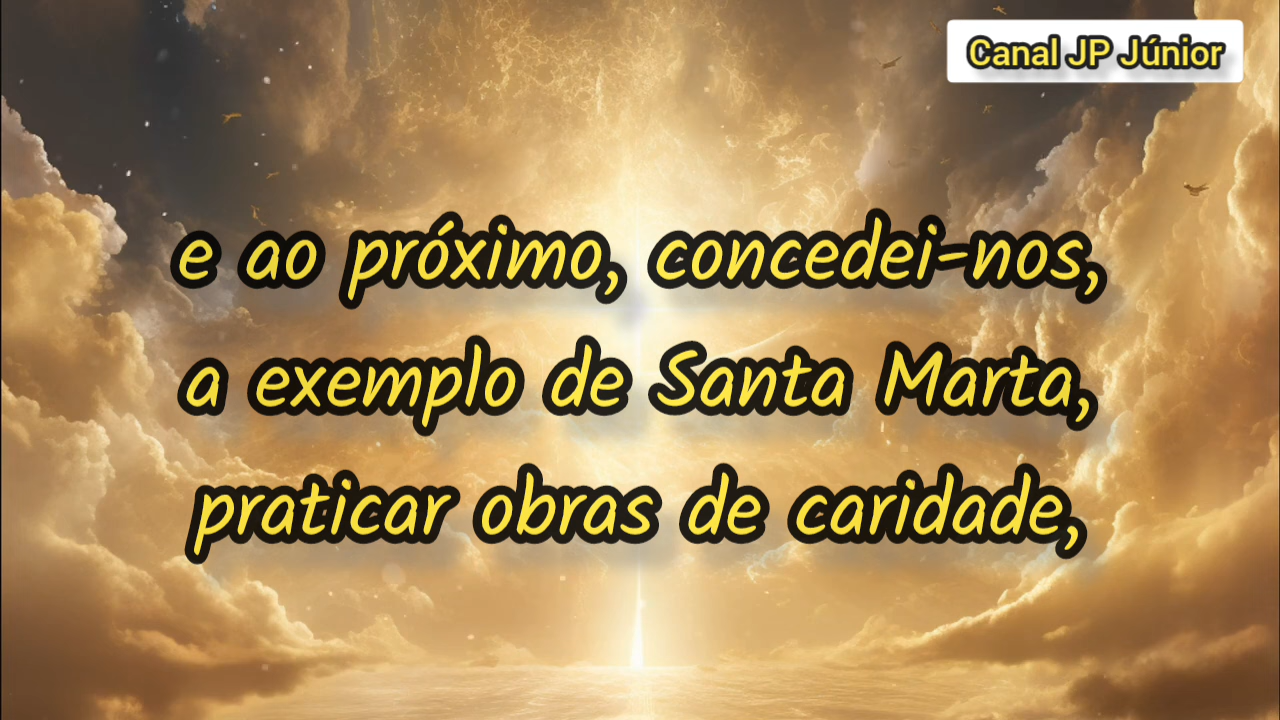 Canal JP Júnior
e ao próximo, concedei-nos,
a exemplo de Santa Marta,
praticar obras de caridade,